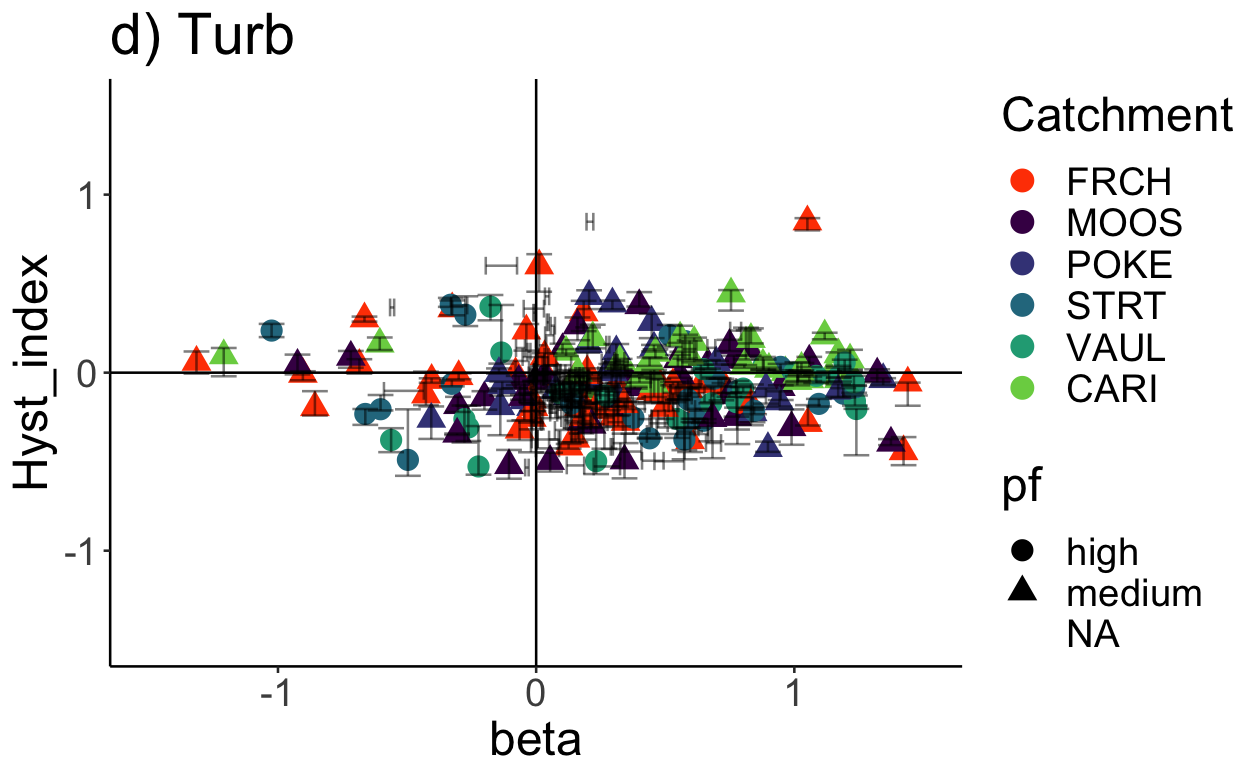 d) Turb
Hyst_index
1
0
-1
-1
0
1
beta
Catchment
FRCH
MOOS
POKE
STRT
VAUL
CARI
pf
high
medium
NA